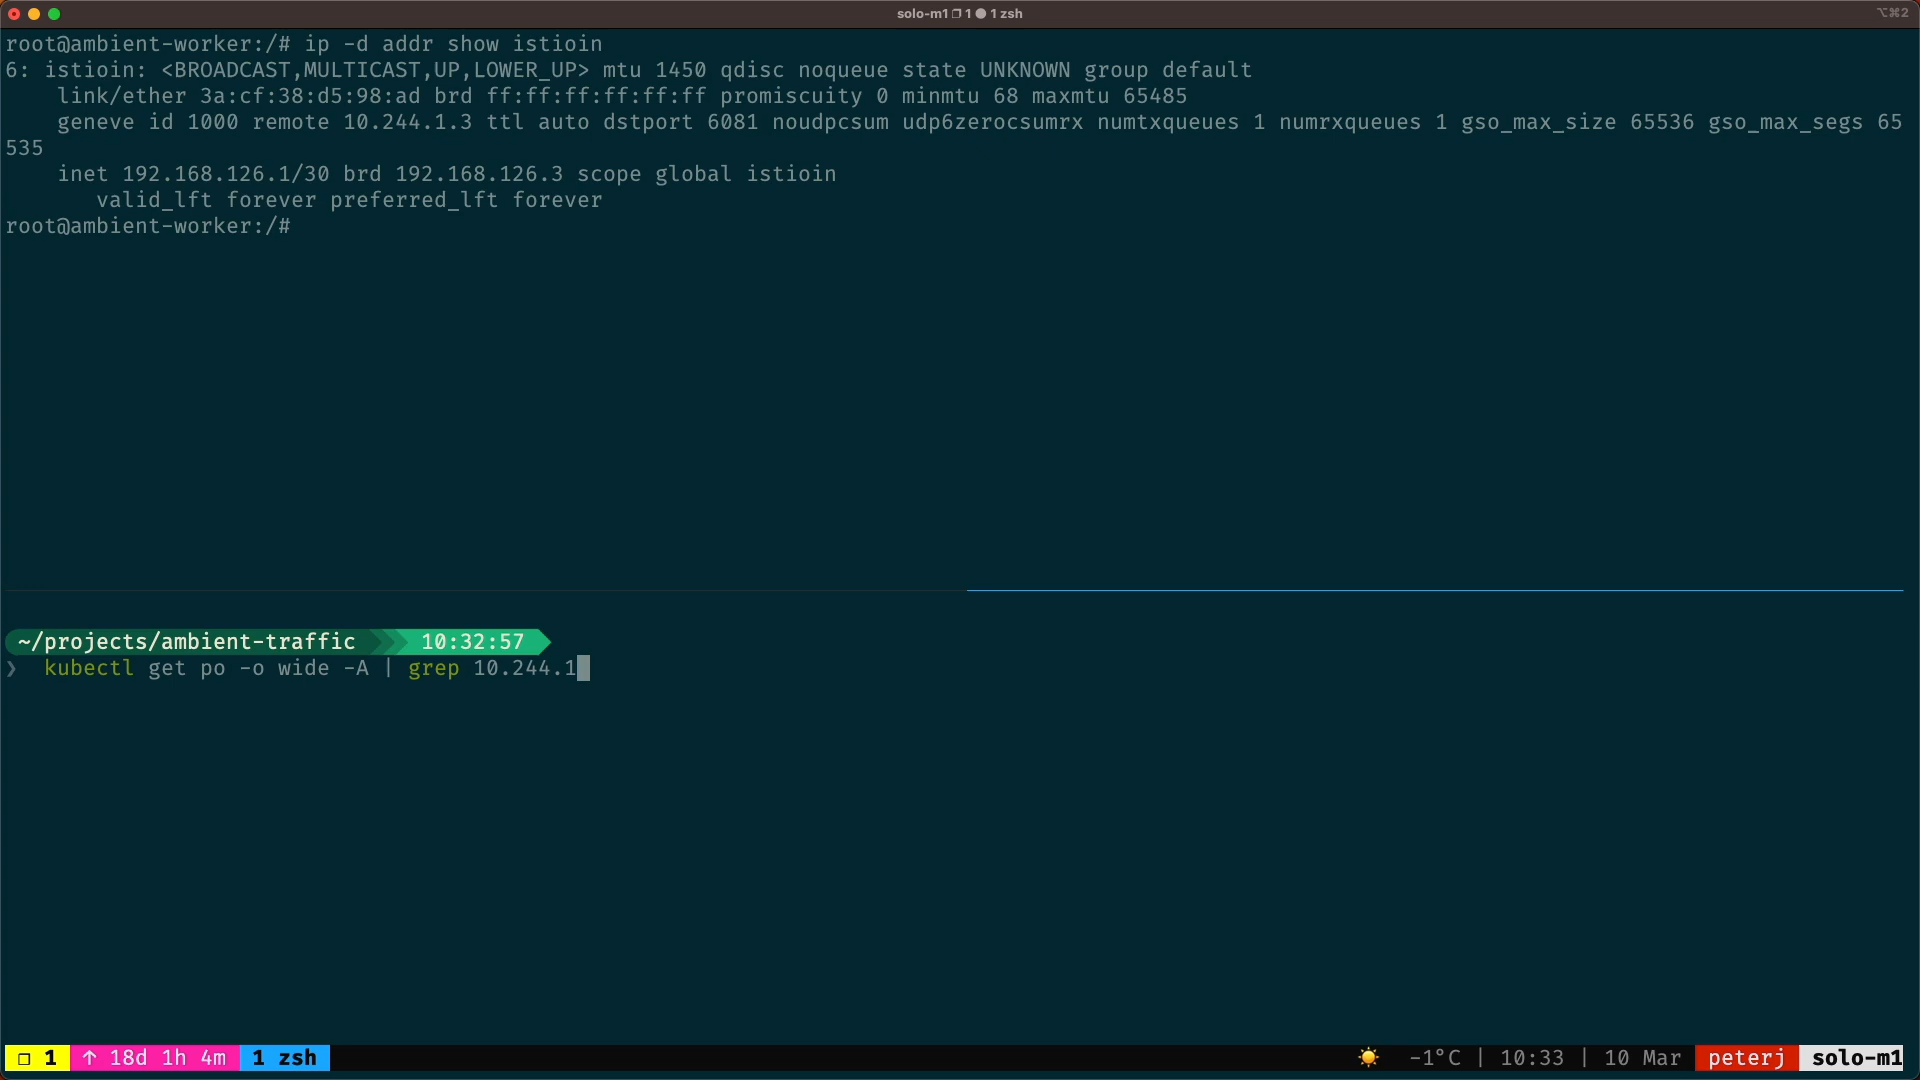 solo-m1 ❐ 1 ● 1 zsh
⌥⌘2
root@ambient-worker:/# ip -d addr show istioin
6: istioin: <BROADCAST,MULTICAST,UP,LOWER_UP> mtu 1450 qdisc noqueue state UNKNOWN group default
    link/ether 3a:cf:38:d5:98:ad brd ff:ff:ff:ff:ff:ff promiscuity 0 minmtu 68 maxmtu 65485
    geneve id 1000 remote 10.244.1.3 ttl auto dstport 6081 noudpcsum udp6zerocsumrx numtxqueues 1 numrxqueues 1 gso_max_size 65536 gso_max_segs 65
535
    inet 192.168.126.1/30 brd 192.168.126.3 scope global istioin
       valid_lft forever preferred_lft forever
root@ambient-worker:/#
~/projects/ambient-traffic 10:32:57
❯ kubectl get po -o wide -A | grep 10.244.1
❐ 1 ↑ 18d 1h 4m 1 zsh
☀️ -1°C | 10:33 | 10 Mar peterj solo-m1